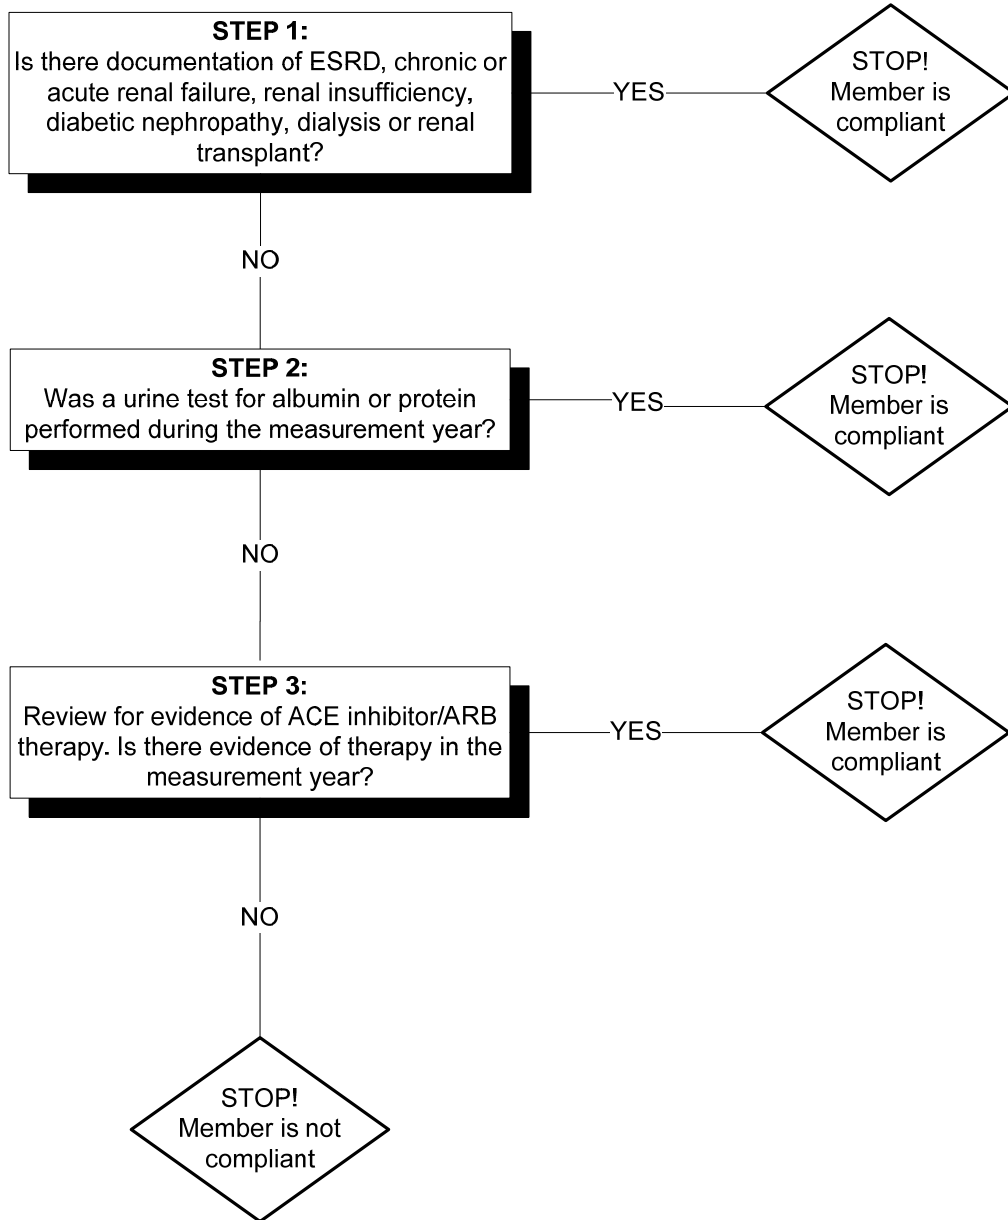 STEP 1:
Is there documentation of ESRD, chronic or
acute renal failure, renal insufficiency,
diabetic nephropathy, dialysis or renal
transplant?
YES
STOP!
Member is
compliant
NO
STEP 2:
Was a urine test for albumin or protein
performed during the measurement year?
YES
STOP!
Member is
compliant
NO
STEP 3:
Review for evidence of ACE inhibitor/ARB
therapy. Is there evidence of therapy in the
measurement year?
YES
STOP!
Member is
compliant
NO
STOP!
Member is not
compliant